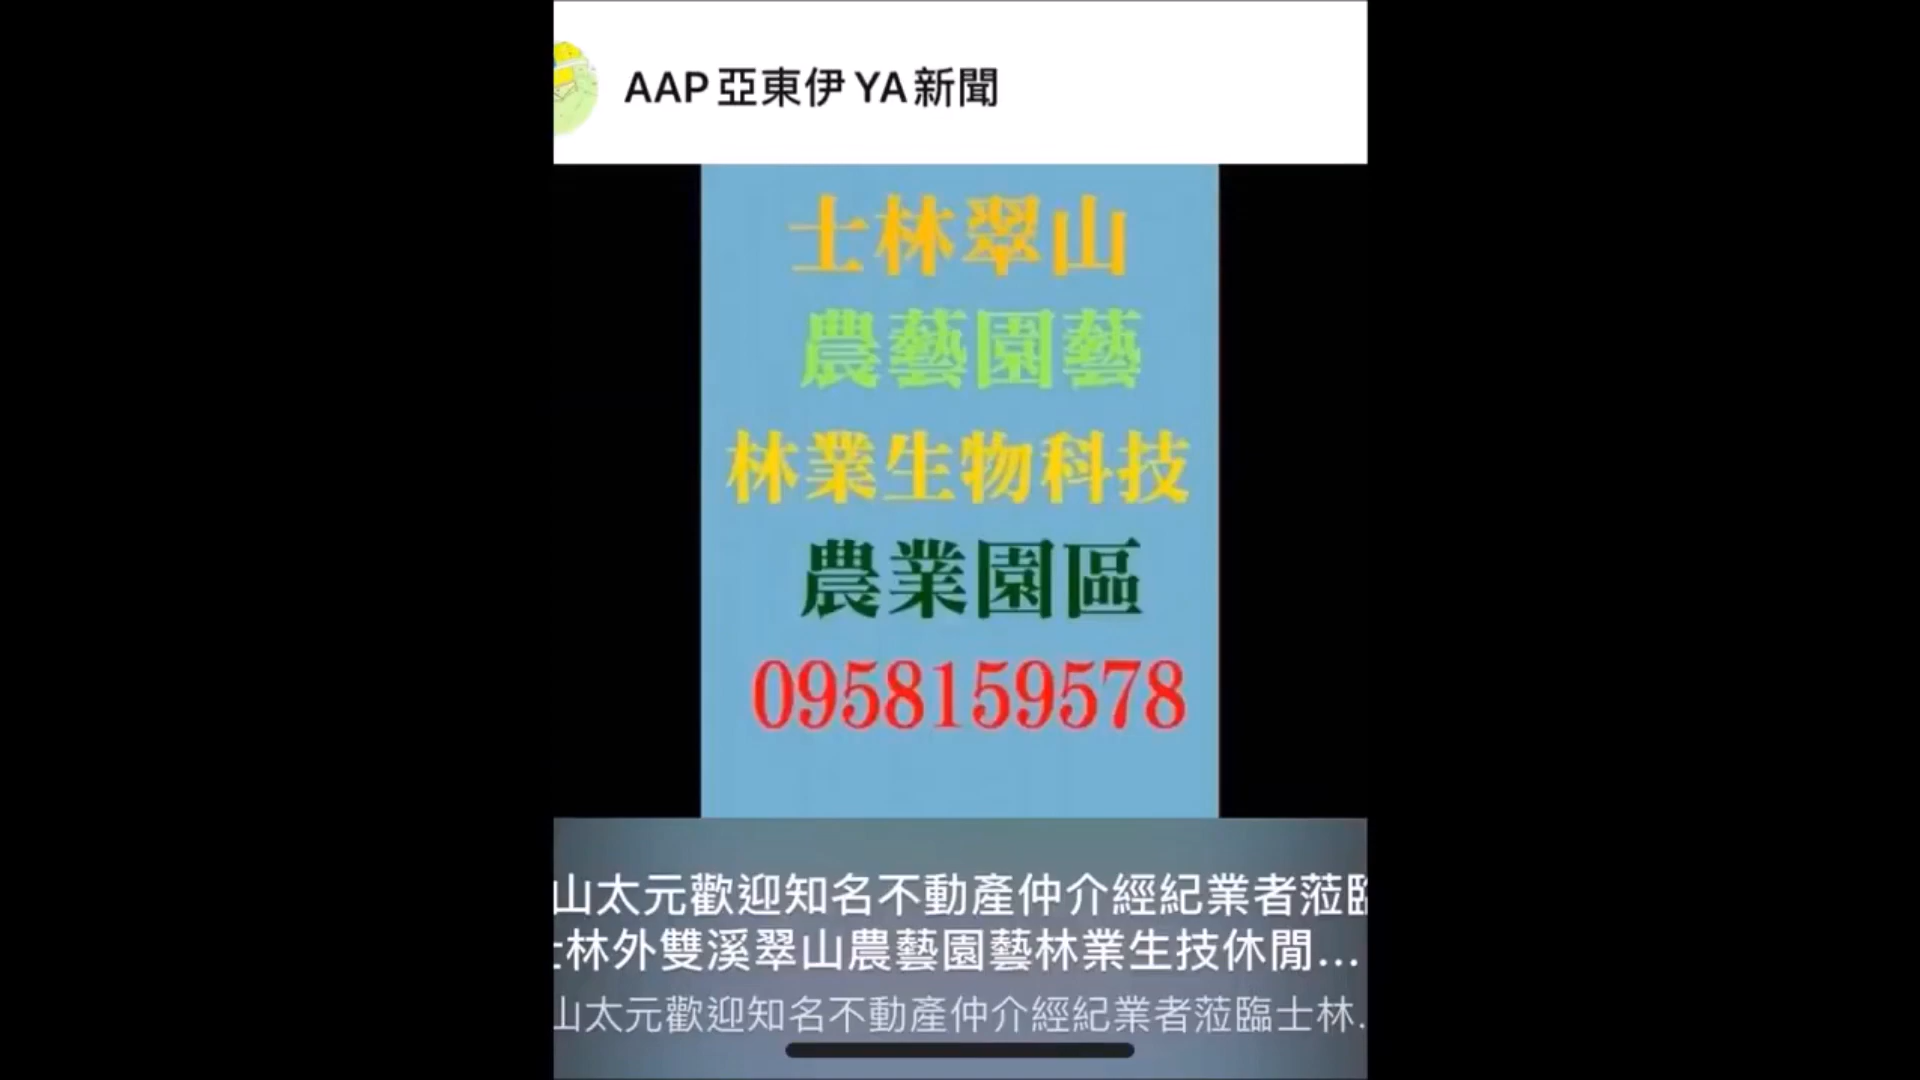 AAP亞東伊YA新聞
士林翠山
農藝園藝
林業生物科技
農業園區
0958159578
山太元歡迎知名不動產仲介經紀業者蒞臨
林外雙溪翠山農藝園藝林業生技休閒...
山太元歡迎知名不動產仲介經紀業者蒞臨士林.